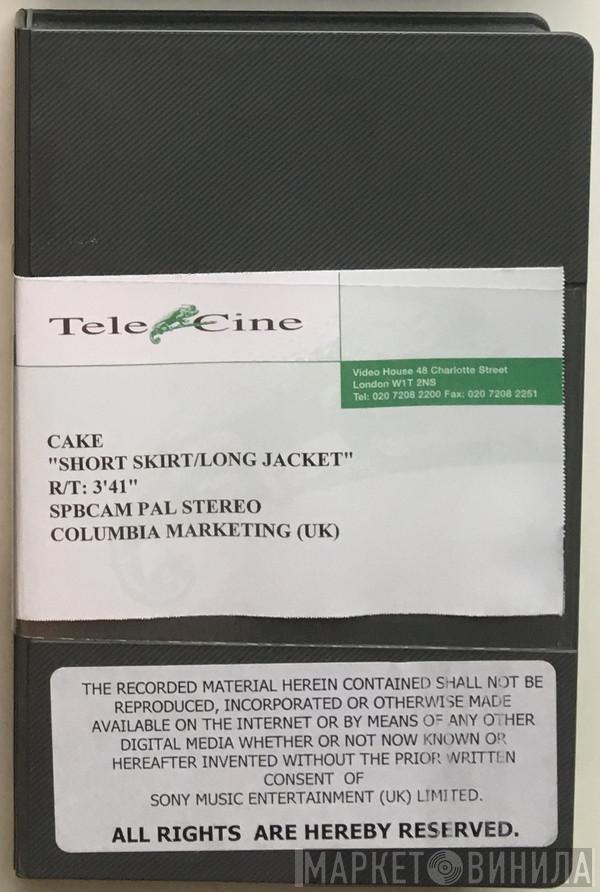 Tele Cine
Video House 48 Charlotte Street
London W1T 2NS
Tel: 020 7208 2200 Fax: 020 7208 2251
CAKE
"SHORT SKIRT/LONG JACKET"
R/T: 3'41"
SPBCAM PAL STEREO
COLUMBIA MARKETING (UK)
THE RECORDED MATERIAL HEREIN CONTAINED SHALL NOT BE
REPRODUCED, INCORPORATED OR OTHERWISE MADE
AVAILABLE ON THE INTERNET OR BY MEANS OF ANY OTHER
DIGITAL MEDIA WHETHER OR NOT NOW KNOWN OR
HEREAFTER INVENTED WITHOUT THE PRIOR WRITTEN
CONSENT OF
SONY MUSIC ENTERTAINMENT (UK) LIMITED.
ALL RIGHTS ARE HEREBY RESERVED.
МАРКЕТ ВИНИЛА